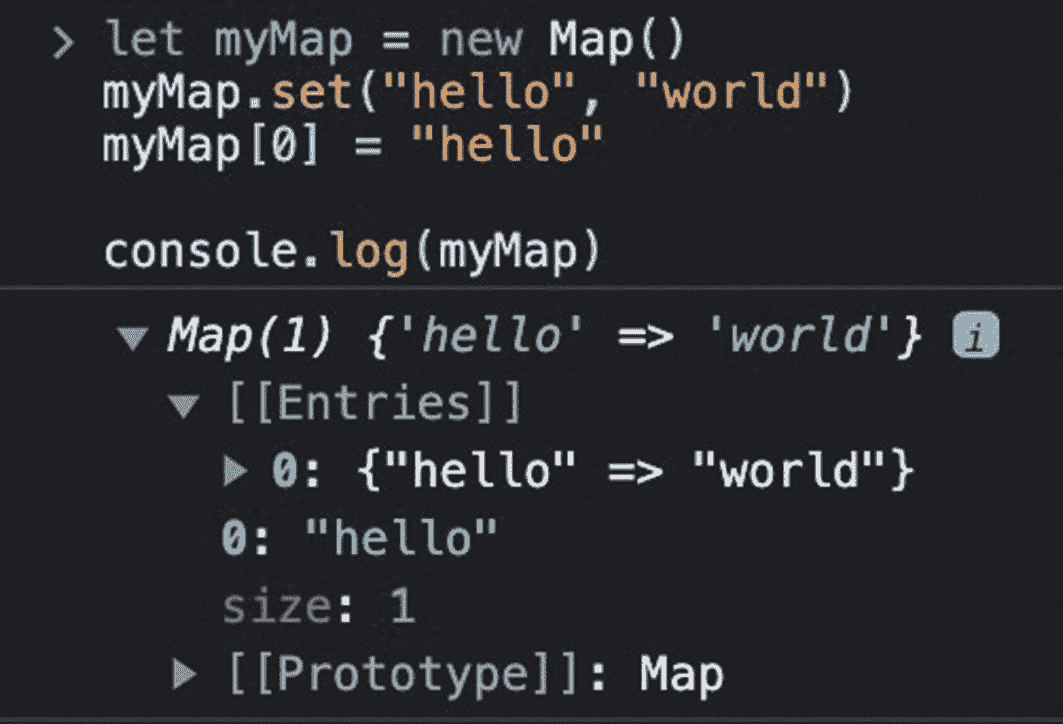 > let myMap = new Map()
myMap.set("hello", "world")
myMap[0] = "hello"
console.log(myMap)
▼ Map(1) {'hello' => 'world'} i
▼ [[Entries]]
▶ 0: {"hello" => "world"}
0: "hello"
size: 1
▶ [[Prototype]]: Map